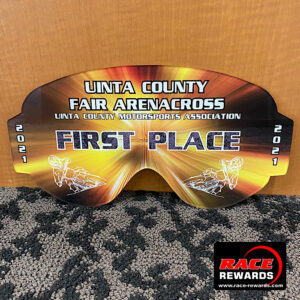 UINTA COUNTY
FAIR ARENACROSS
UINTA COUNTY MOTORSPORTS ASSOCIATION
FIRST PLACE
2021
2021
RACE
REWARDS
www.race-rewards.com